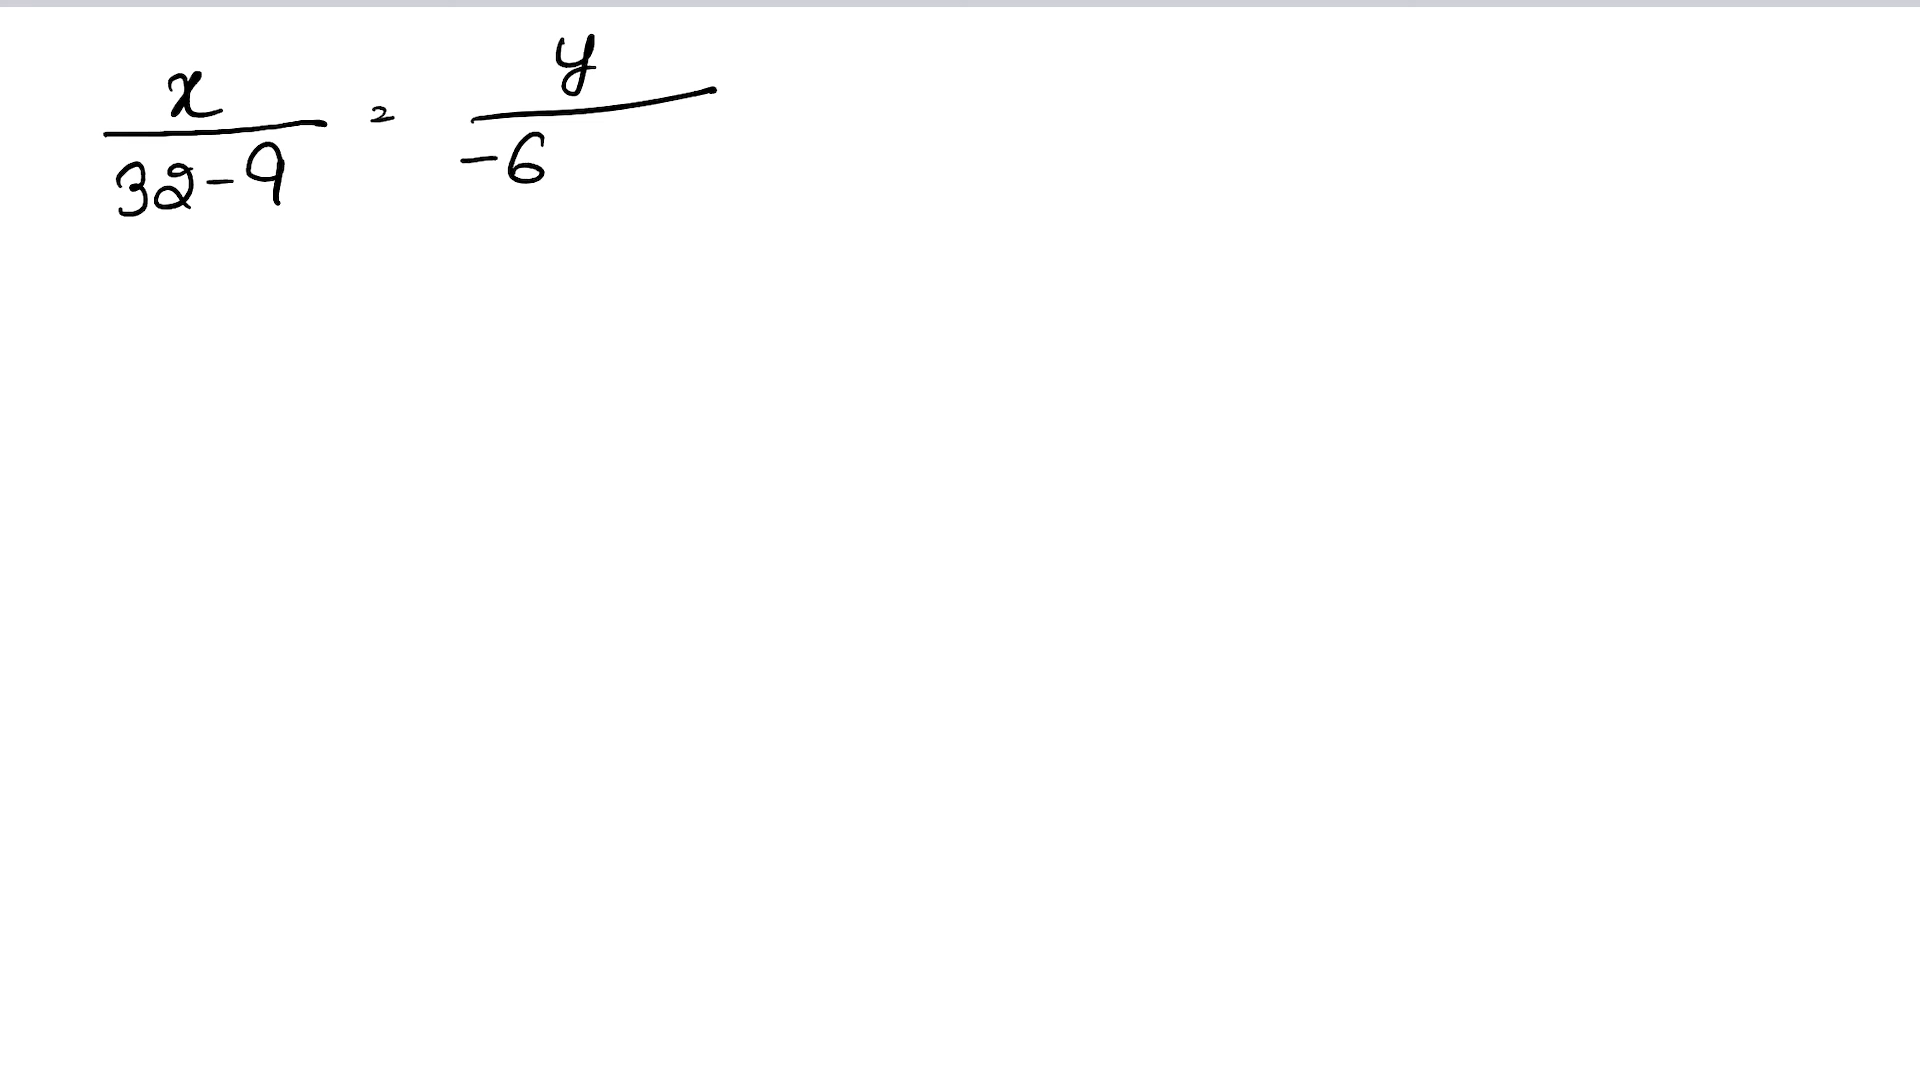 x/(32-9) = y/(-6